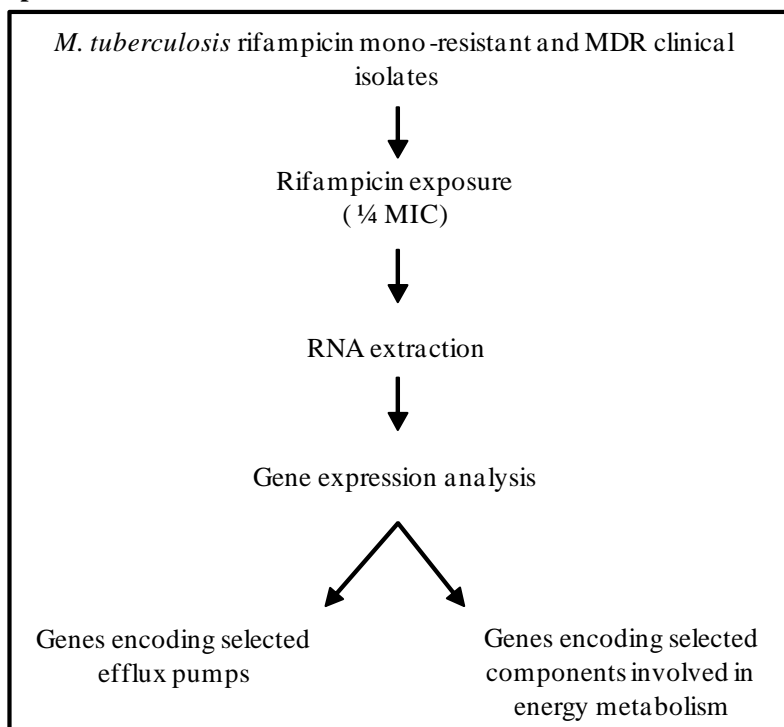 M. tuberculosis rifampicin mono-resistant and MDR clinical
isolates
Rifampicin exposure
( ¼ MIC)
RNA extraction
Gene expression analysis
Genes encoding selected
efflux pumps
Genes encoding selected
components involved in
energy metabolism